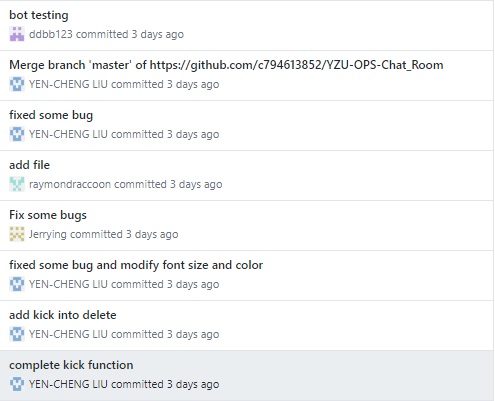 bot testing
ddbb123 committed 3 days ago
Merge branch 'master' of https://github.com/c794613852/YZU-OPS-Chat_Room
YEN-CHENG LIU committed 3 days ago
fixed some bug
YEN-CHENG LIU committed 3 days ago
add file
raymondraccoon committed 3 days ago
Fix some bugs
Jerrying committed 3 days ago
fixed some bug and modify font size and color
YEN-CHENG LIU committed 3 days ago
add kick into delete
YEN-CHENG LIU committed 3 days ago
complete kick function
YEN-CHENG LIU committed 3 days ago